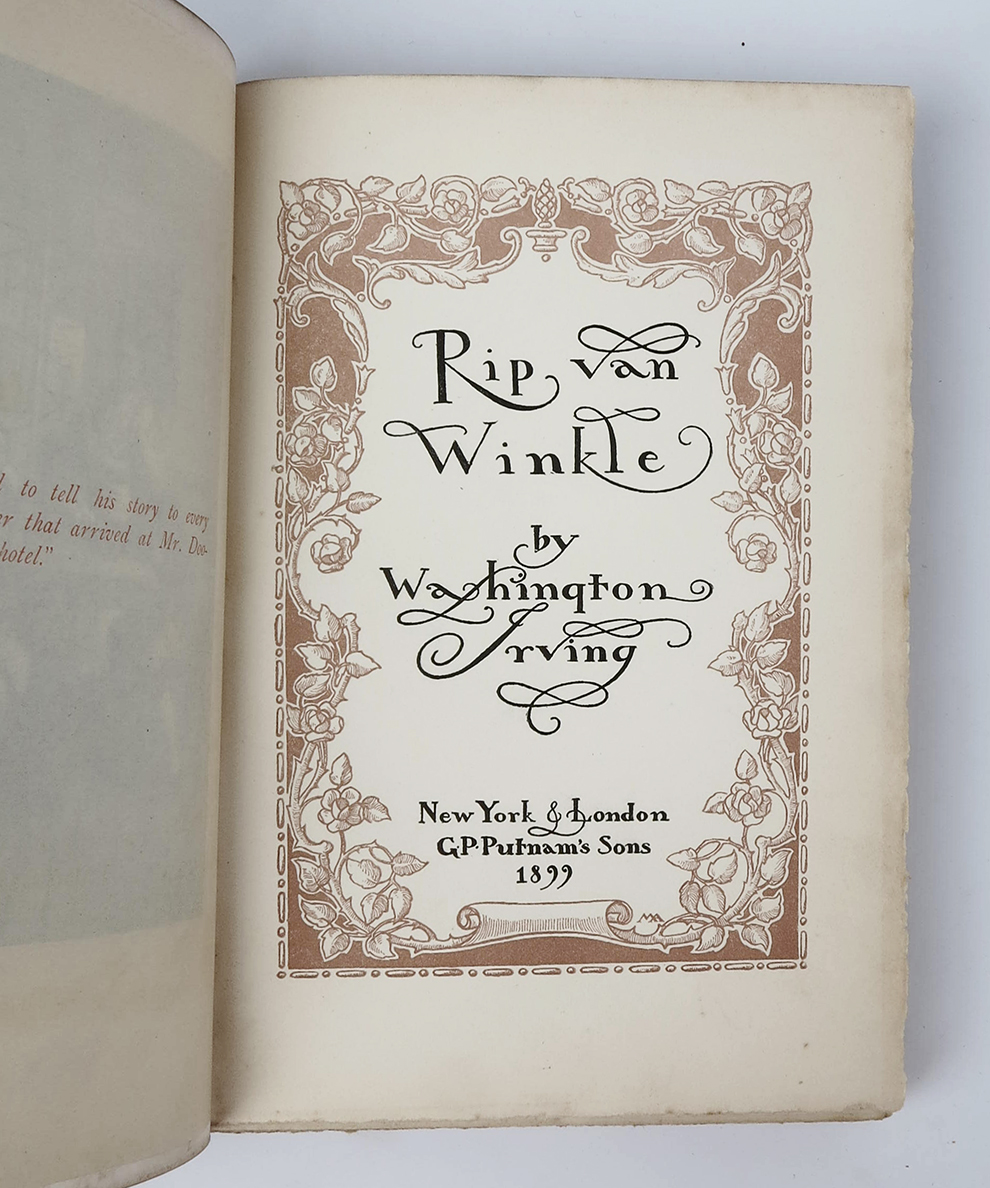 to tell his story to every
that arrived at Mr. Doo-
hotel."
Rip van
Winkle
by
Washington
Irving
New York & London
G.P. Putnam's Sons
1899